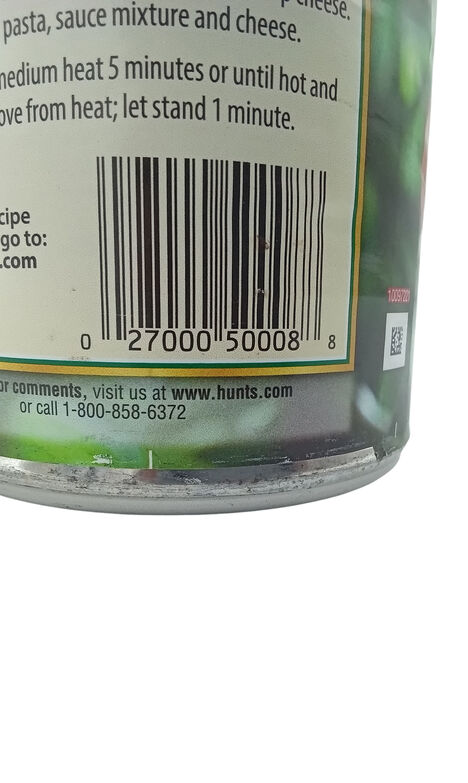 cheese.
pasta, sauce mixture and cheese.
medium heat 5 minutes or until hot and
ove from heat; let stand 1 minute.
cipe
go to:
.com
0 27000 50008 8
10097201
or comments, visit us at www.hunts.com
or call 1-800-858-6372